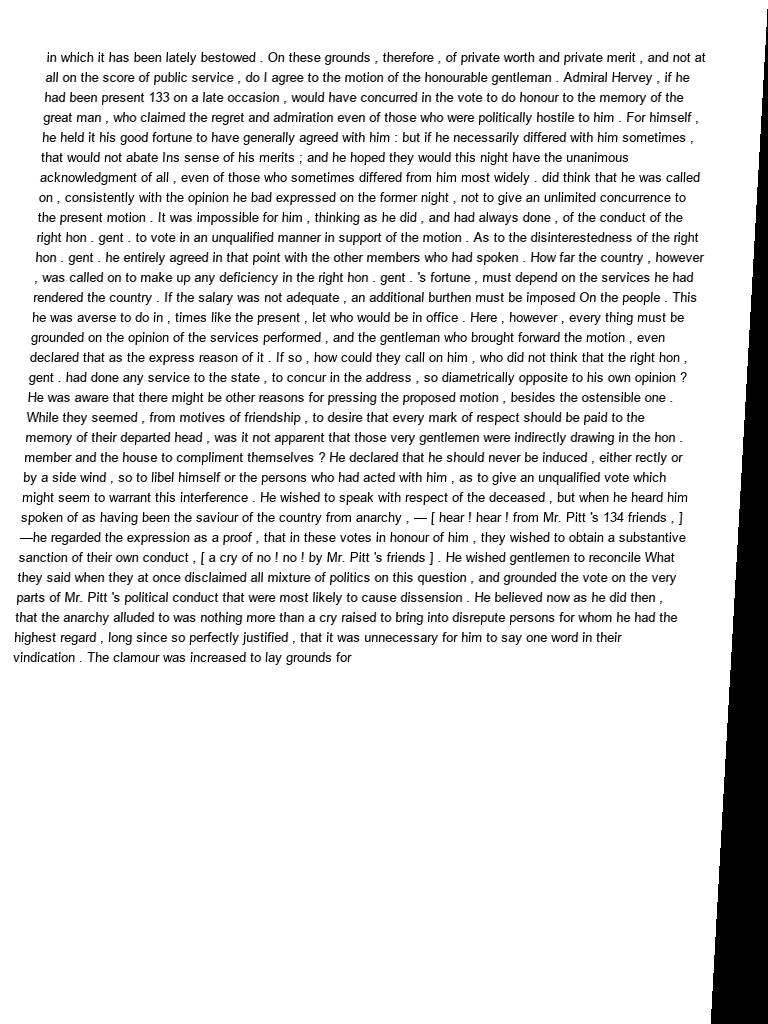 in which it has been lately bestowed . On these grounds , therefore , of private worth and private merit , and not at
all on the score of public service , do I agree to the motion of the honourable gentleman . Admiral Hervey , if he
had been present 133 on a late occasion , would have concurred in the vote to do honour to the memory of the
great man , who claimed the regret and admiration even of those who were politically hostile to him . For himself ,
he held it his good fortune to have generally agreed with him : but if he necessarily differed with him sometimes ,
that would not abate Ins sense of his merits ; and he hoped they would this night have the unanimous
acknowledgment of all , even of those who sometimes differed from him most widely . did think that he was called
on , consistently with the opinion he bad expressed on the former night , not to give an unlimited concurrence to
the present motion . It was impossible for him , thinking as he did , and had always done , of the conduct of the
right hon . gent . to vote in an unqualified manner in support of the motion . As to the disinterestedness of the right
hon . gent . he entirely agreed in that point with the other members who had spoken . How far the country , however
, was called on to make up any deficiency in the right hon . gent . 's fortune , must depend on the services he had
rendered the country . If the salary was not adequate , an additional burthen must be imposed On the people . This
he was averse to do in , times like the present , let who would be in office . Here , however , every thing must be
grounded on the opinion of the services performed , and the gentleman who brought forward the motion , even
declared that as the express reason of it . If so , how could they call on him , who did not think that the right hon ,
gent . had done any service to the state , to concur in the address , so diametrically opposite to his own opinion ?
He was aware that there might be other reasons for pressing the proposed motion , besides the ostensible one .
While they seemed , from motives of friendship , to desire that every mark of respect should be paid to the
memory of their departed head , was it not apparent that those very gentlemen were indirectly drawing in the hon .
member and the house to compliment themselves ? He declared that he should never be induced , either rectly or
by a side wind , so to libel himself or the persons who had acted with him , as to give an unqualified vote which
might seem to warrant this interference . He wished to speak with respect of the deceased , but when he heard him
spoken of as having been the saviour of the country from anarchy , — [ hear ! hear ! from Mr. Pitt 's 134 friends , ]
—he regarded the expression as a proof , that in these votes in honour of him , they wished to obtain a substantive
sanction of their own conduct , [ a cry of no ! no ! by Mr. Pitt 's friends ] . He wished gentlemen to reconcile What
they said when they at once disclaimed all mixture of politics on this question , and grounded the vote on the very
parts of Mr. Pitt 's political conduct that were most likely to cause dissension . He believed now as he did then ,
that the anarchy alluded to was nothing more than a cry raised to bring into disrepute persons for whom he had the
highest regard , long since so perfectly justified , that it was unnecessary for him to say one word in their
vindication . The clamour was increased to lay grounds for